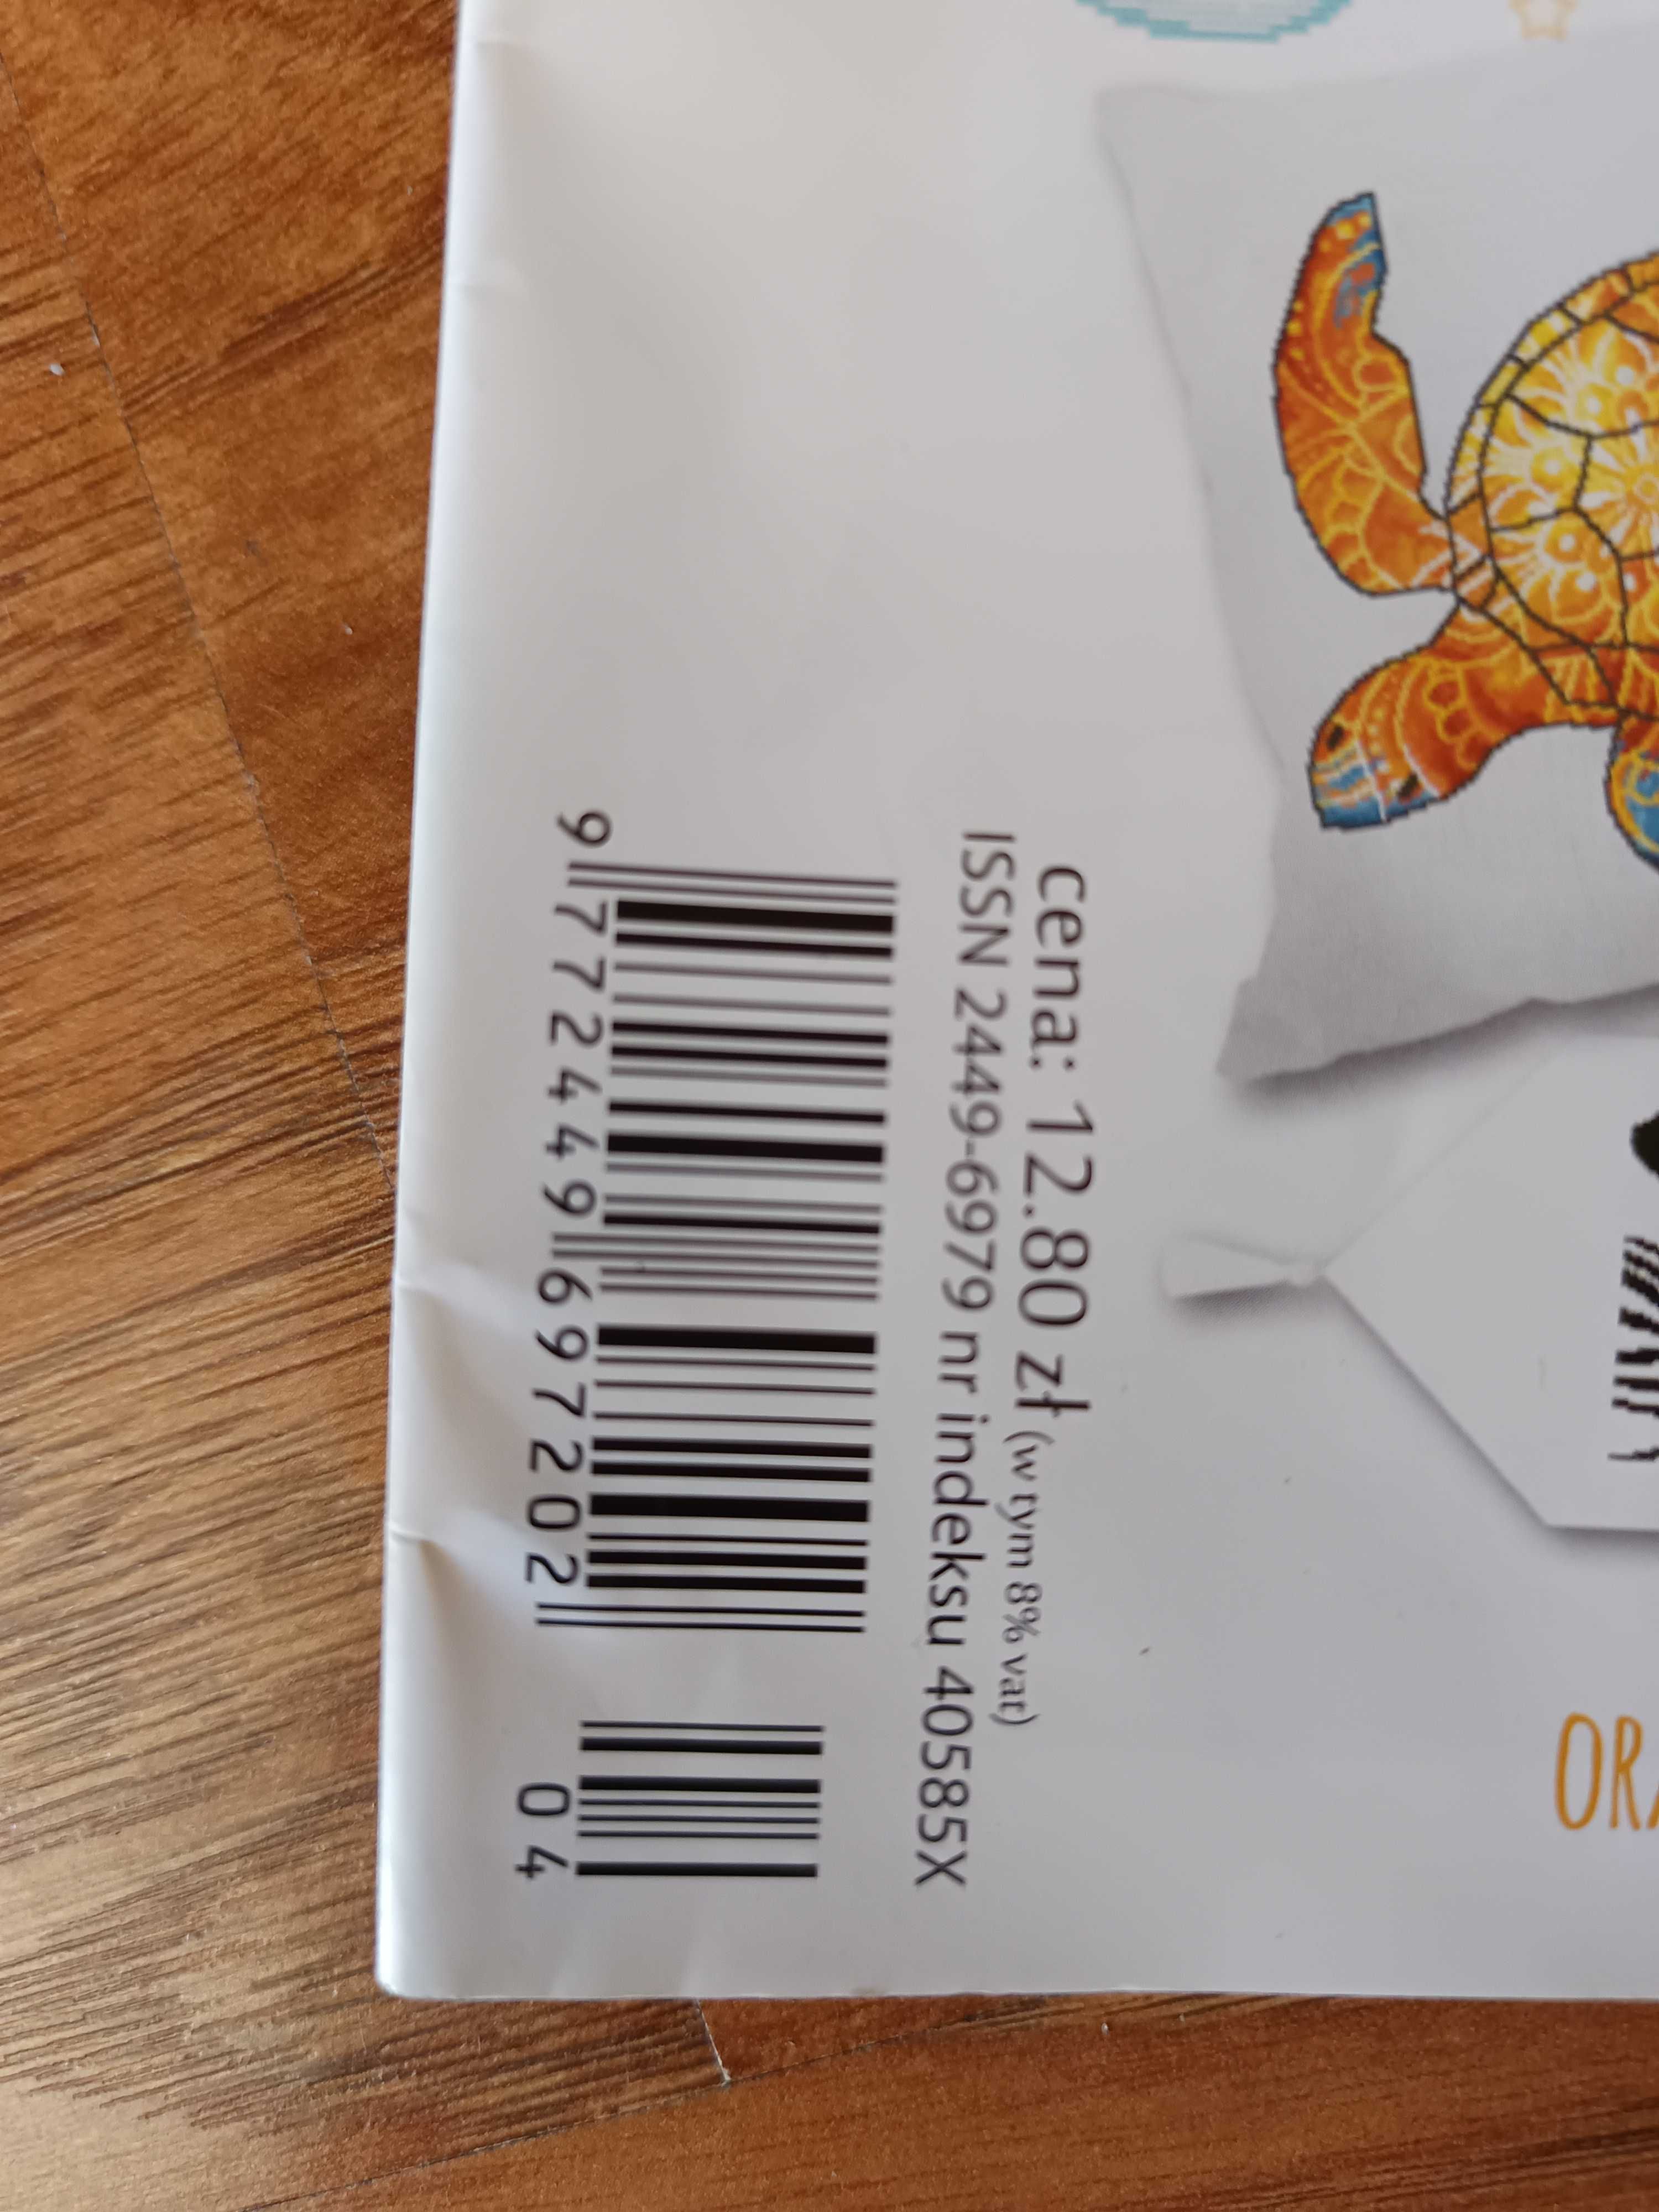 cena: 12.80 zł (w tym 8% vat)
ISSN 2449-6979 nr indeksu 40585X
9 772449 697202
04